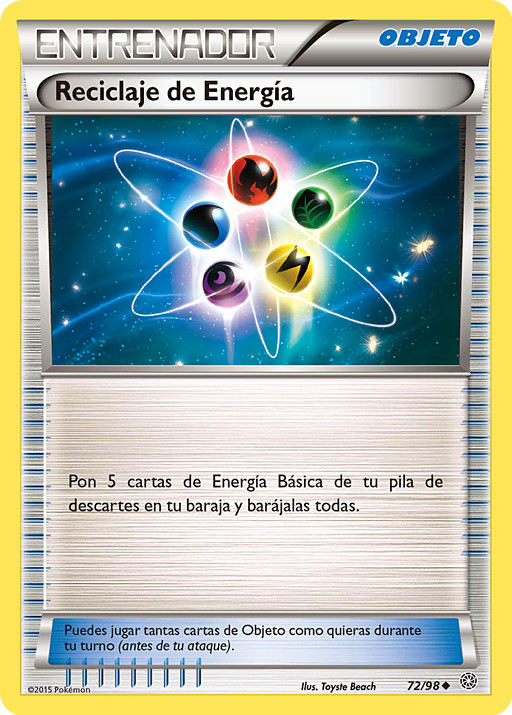 ENTRENADOR
OBJETO
Reciclaje de Energía
Pon 5 cartas de Energía Básica de tu pila de
descartes en tu baraja y barájalas todas.
Puedes jugar tantas cartas de Objeto como quieras durante
tu turno (antes de tu ataque).
©2015 Pokémon
Ilus. Toyste Beach
72/98